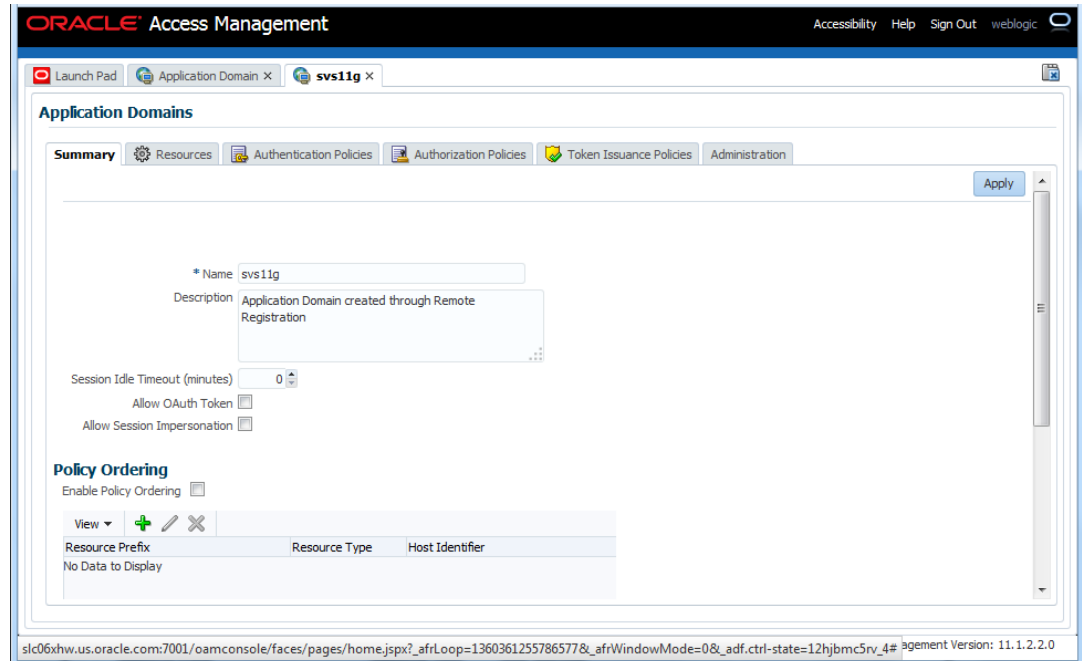 ORACLE Access Management
Accessibility Help Sign Out weblogic
Launch Pad Application Domain × svs11g ×
Application Domains
Summary Resources Authentication Policies Authorization Policies Token Issuance Policies Administration
Apply
* Name svs11g
Description Application Domain created through Remote
Registration
Session Idle Timeout (minutes) 0
Allow OAuth Token
Allow Session Impersonation
Policy Ordering
Enable Policy Ordering
View
Resource Prefix Resource Type Host Identifier
No Data to Display
slc06xhw.us.oracle.com:7001/oamconsole/faces/pages/home.jspx?_afrLoop=1360361255786577&_afrWindowMode=0&_adf.ctrl-state=12hjbmc5rv_4# agement Version: 11.1.2.2.0